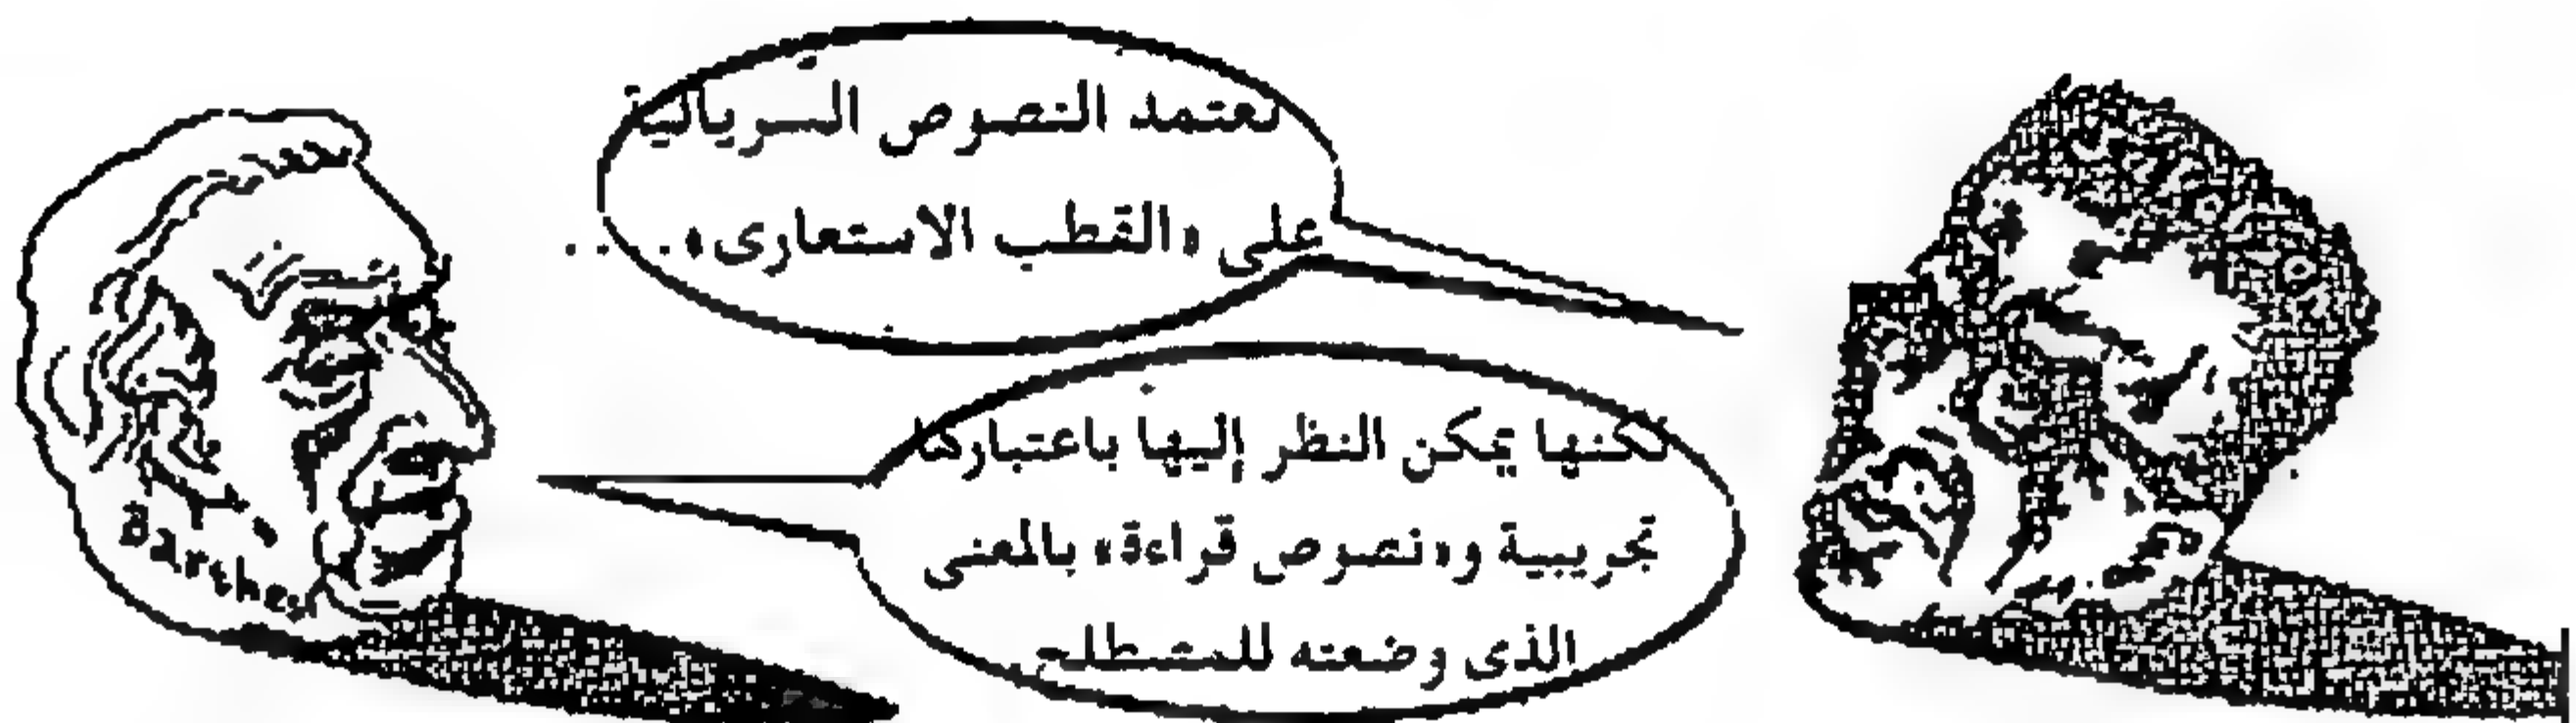 تعتمد النصوص السريالية
على «القطب الاستعارى»....
لكنها يمكن النظر إليها باعتبارها
تجريبية و«نصوص قراءة» بالمعنى
الذى وضعته للمصطلح
Barthes